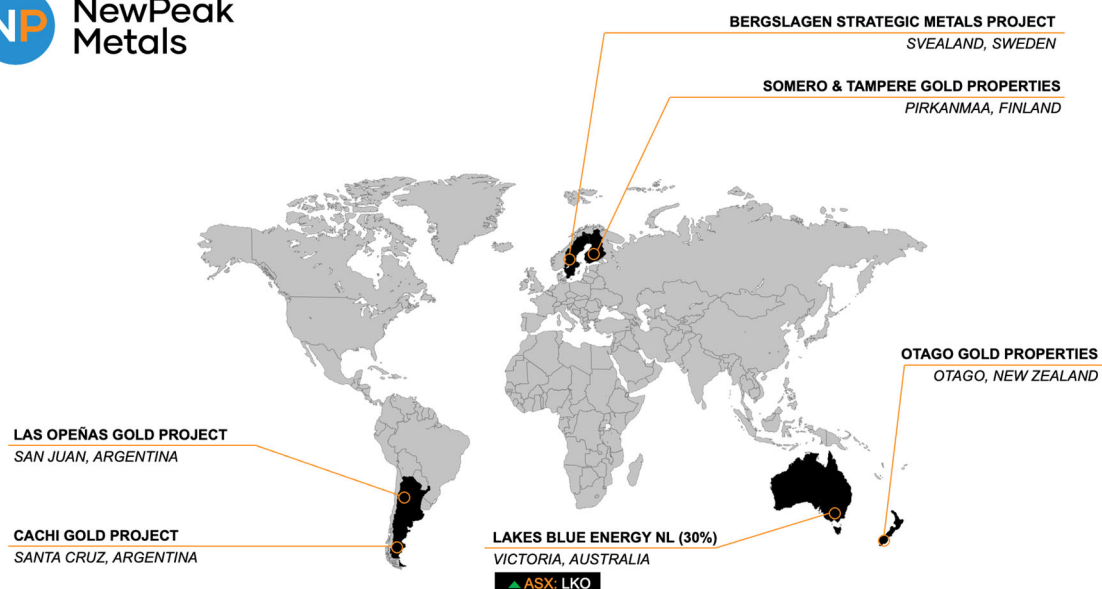 NP
NewPeak
Metals
BERGSLAGEN STRATEGIC METALS PROJECT
SVEALAND, SWEDEN
SOMERO & TAMPERE GOLD PROPERTIES
PIRKANMAA, FINLAND
OTAGO GOLD PROPERTIES
OTAGO, NEW ZEALAND
LAS OPEÑAS GOLD PROJECT
SAN JUAN, ARGENTINA
CACHI GOLD PROJECT
SANTA CRUZ, ARGENTINA
LAKES BLUE ENERGY NL (30%)
VICTORIA, AUSTRALIA
ASX: LKO